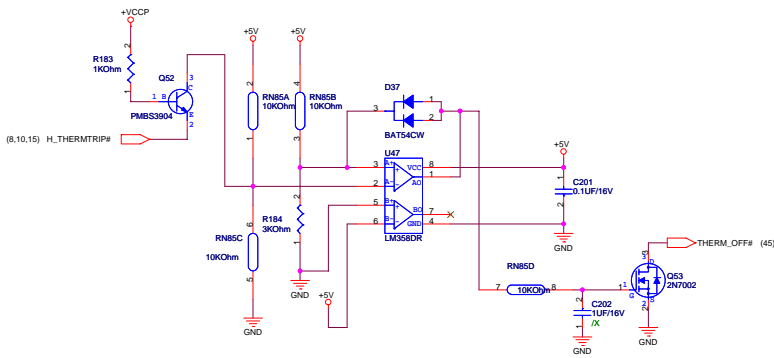 +VCCP
+5V
+5V
2
R183
1KOhm
1
Q52
3
C
1
B
E
2
PMBS3904
(8,10,15) H_THERMTRIP#
2
RN85A
10KOhm
1
4
RN85B
10KOhm
3
D37
3
1
2
BAT54CW
U47
3
A+
VCC
8
2
A-
AO
1
5
B+
BO
7
6
B-
GND
4
LM358DR
+5V
1
C201
0.1UF/16V
2
GND
6
RN85C
10KOhm
5
GND
2
R184
3KOhm
1
GND
+5V
RN85D
7
10KOhm
8
2
C202
1UF/16V
/X
1
GND
THERM_OFF# (45)
3
D
1
G
Q53
2N7002
S
2
GND